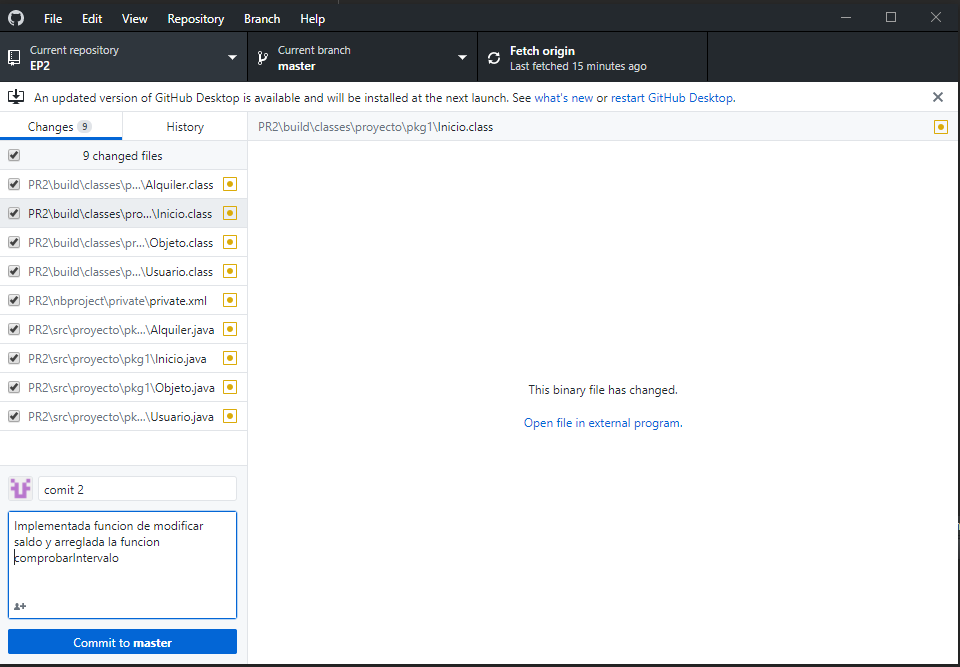 File Edit View Repository Branch Help
Current repository
EP2
Current branch
master
Fetch origin
Last fetched 15 minutes ago
An updated version of GitHub Desktop is available and will be installed at the next launch. See what's new or restart GitHub Desktop.
Changes 9
History
PR2\build\classes\proyecto\pkg1\Inicio.class
9 changed files
PR2\build\classes\p...\Alquiler.class
PR2\build\classes\pro...\Inicio.class
PR2\build\classes\pr...\Objeto.class
PR2\build\classes\p...\Usuario.class
PR2\nbproject\private\private.xml
PR2\src\proyecto\pk...\Alquiler.java
PR2\src\proyecto\pkg1\Inicio.java
PR2\src\proyecto\pkg1\Objeto.java
PR2\src\proyecto\pk...\Usuario.java
This binary file has changed.
Open file in external program.
comit 2
Implementada funcion de modificar
saldo y arreglada la funcion
comprobarIntervalo
Commit to master